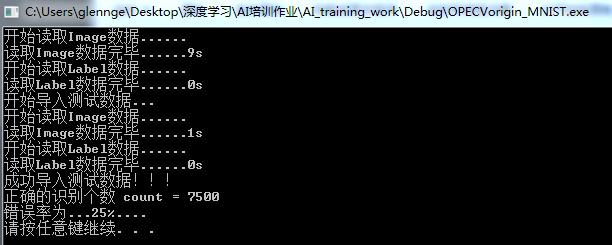 C:\Users\glennge\Desktop\深度学习\AI培训作业\AI_training_work\Debug\OPECVorigin_MNIST.exe
开始读取Image数据......
读取Image数据完毕......9s
开始读取Label数据......
读取Label数据完毕......0s
开始导入测试数据...
开始读取Image数据......
读取Image数据完毕......1s
开始读取Label数据......
读取Label数据完毕......0s
成功导入测试数据！！！
正确的识别个数 count = 7500
错误率为...25%....
请按任意键继续. . .